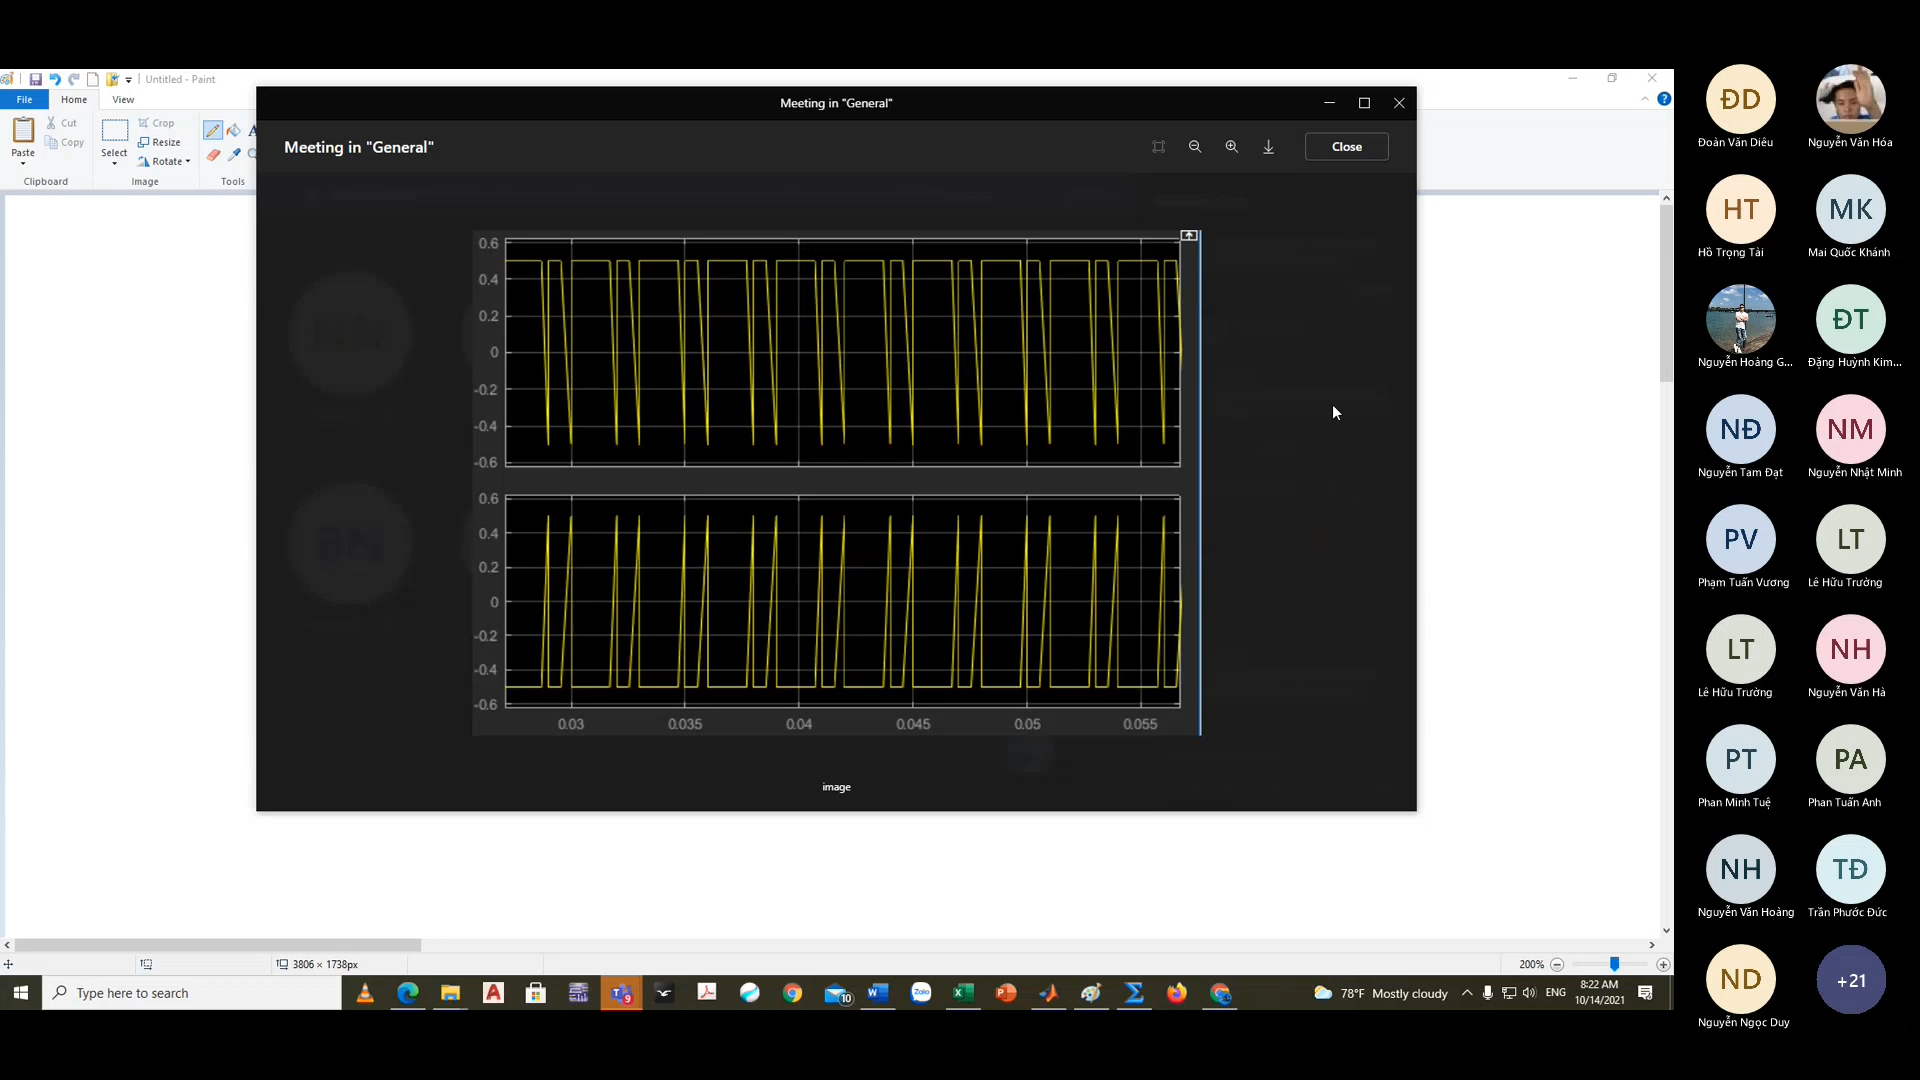 Untitled - Paint
File Home View
Paste
Cut
Copy
Clipboard
Select
Crop
Resize
Rotate
Image
A
Tools
Meeting in "General"
Meeting in "General"
Close
0.6
0.4
0.2
0
-0.2
-0.4
-0.6
0.6
0.4
0.2
0
-0.2
-0.4
-0.6
0.03 0.035 0.04 0.045 0.05 0.055
image
3806 × 1738px
200%
Type here to search
9
10
Zalo
78°F Mostly cloudy
ENG
8:22 AM
10/14/2021
ĐD
Đoàn Văn Diêu
Nguyễn Văn Hóa
HT
MK
Hồ Trọng Tài
Mai Quốc Khánh
ĐT
Nguyễn Hoàng G...
Đặng Huỳnh Kim...
NĐ
NM
Nguyễn Tam Đạt
Nguyễn Nhật Minh
PV
LT
Phạm Tuấn Vương
Lê Hữu Trường
LT
NH
Lê Hữu Trường
Nguyễn Văn Hà
PT
PA
Phan Minh Tuệ
Phan Tuấn Anh
NH
TĐ
Nguyễn Văn Hoàng
Trần Phước Đức
ND
+21
Nguyễn Ngọc Duy